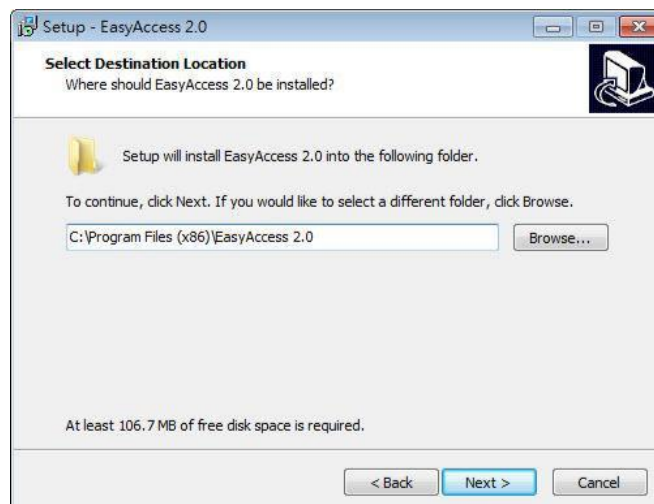 Setup - EasyAccess 2.0
Select Destination Location
Where should EasyAccess 2.0 be installed?
Setup will install EasyAccess 2.0 into the following folder.
To continue, click Next. If you would like to select a different folder, click Browse.
C:\Program Files (x86)\EasyAccess 2.0
Browse...
At least 106.7 MB of free disk space is required.
< Back
Next >
Cancel